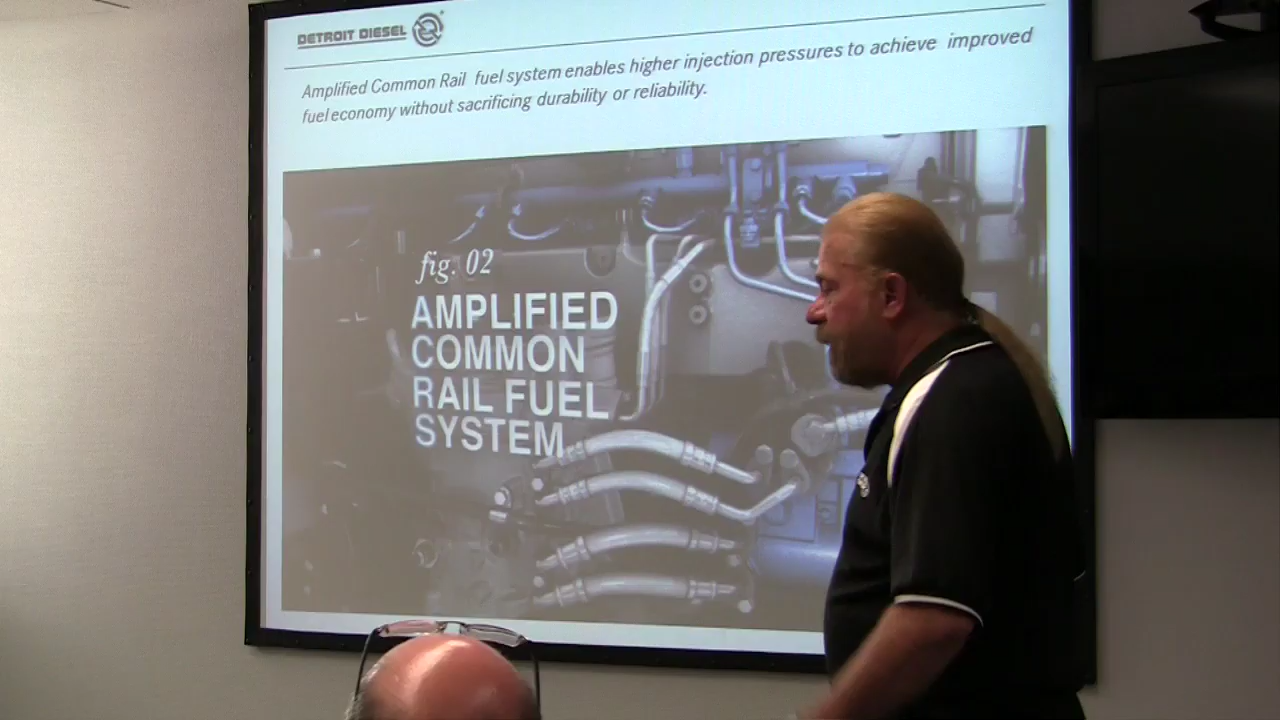 DETROIT DIESEL
Amplified Common Rail fuel system enables higher injection pressures to achieve improved
fuel economy without sacrificing durability or reliability.
fig. 02
AMPLIFIED
COMMON
RAIL FUEL
SYSTEM